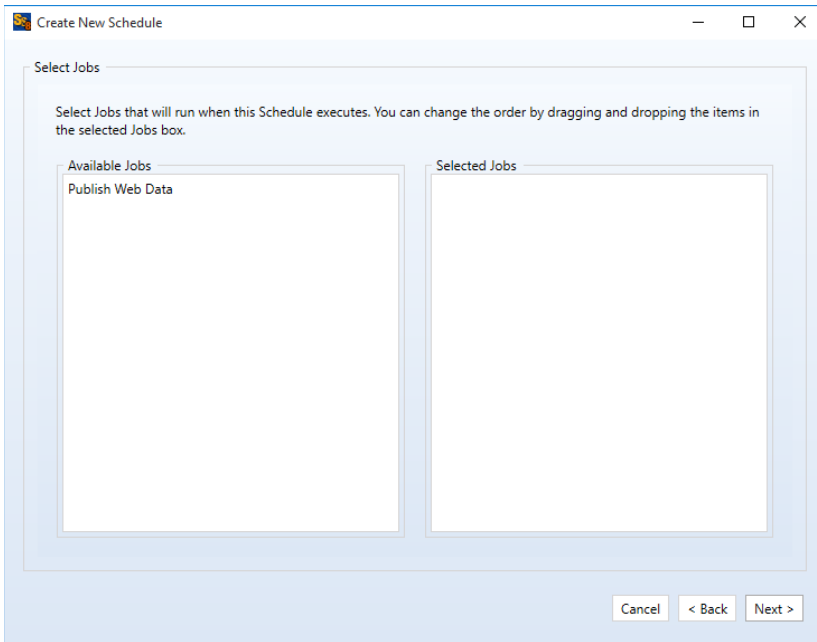 Create New Schedule
Select Jobs
Select Jobs that will run when this Schedule executes. You can change the order by dragging and dropping the items in
the selected Jobs box.
Available Jobs
Selected Jobs
Publish Web Data
Cancel
< Back
Next >